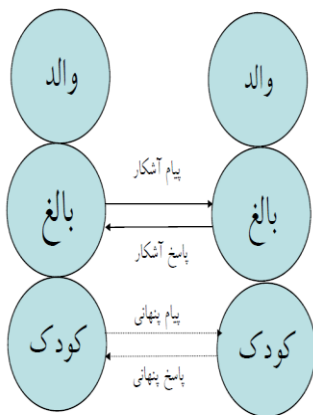 والد
والد
پیام آشکار
بالغ
بالغ
پاسخ آشکار
پیام پنهانی
کودک
کودک
پاسخ پنهانی